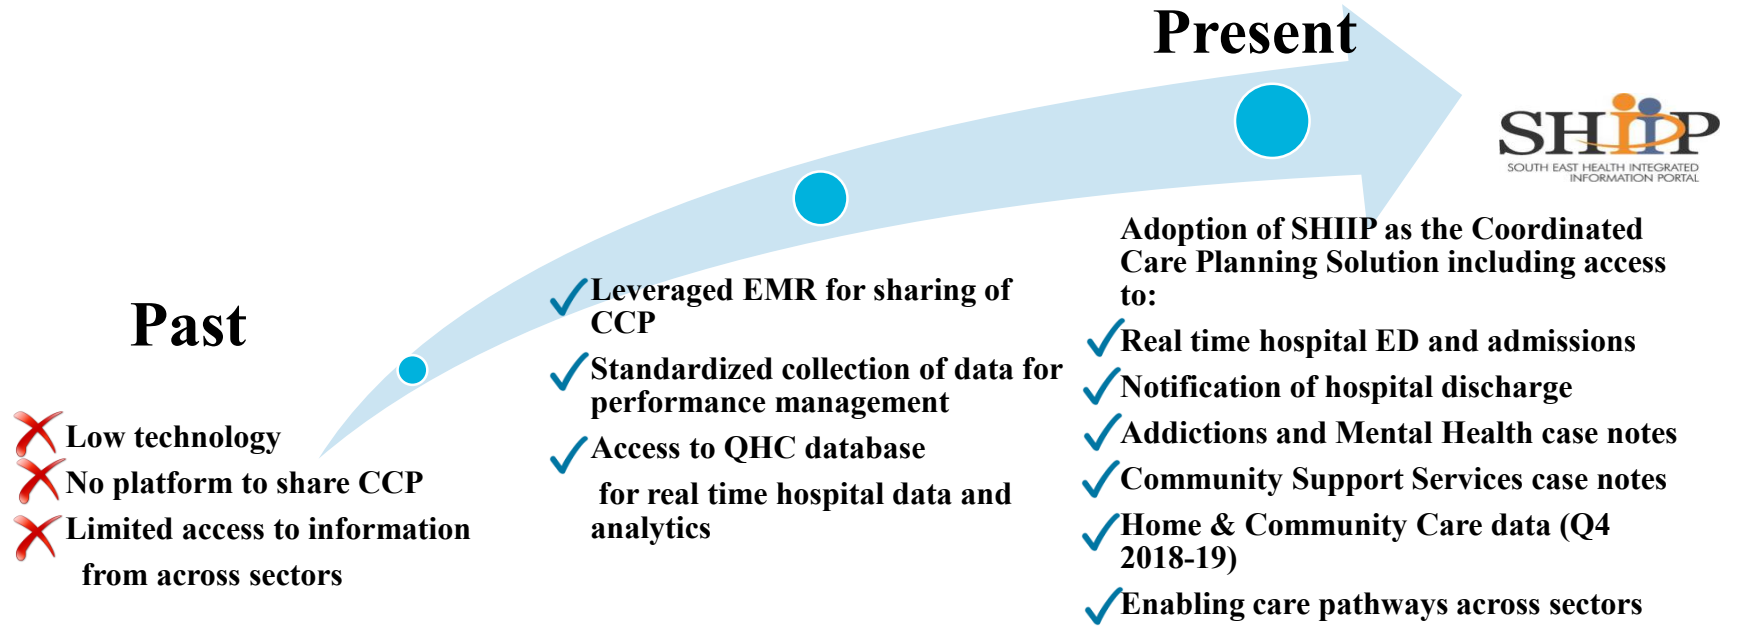 Present
SHIIP
SOUTH EAST HEALTH INTEGRATED
INFORMATION PORTAL
Past
Low technology
No platform to share CCP
Limited access to information
from across sectors
Leveraged EMR for sharing of
CCP
Standardized collection of data for
performance management
Access to QHC database
for real time hospital data and
analytics
Adoption of SHIIP as the Coordinated
Care Planning Solution including access
to:
Real time hospital ED and admissions
Notification of hospital discharge
Addictions and Mental Health case notes
Community Support Services case notes
Home & Community Care data (Q4
2018-19)
Enabling care pathways across sectors